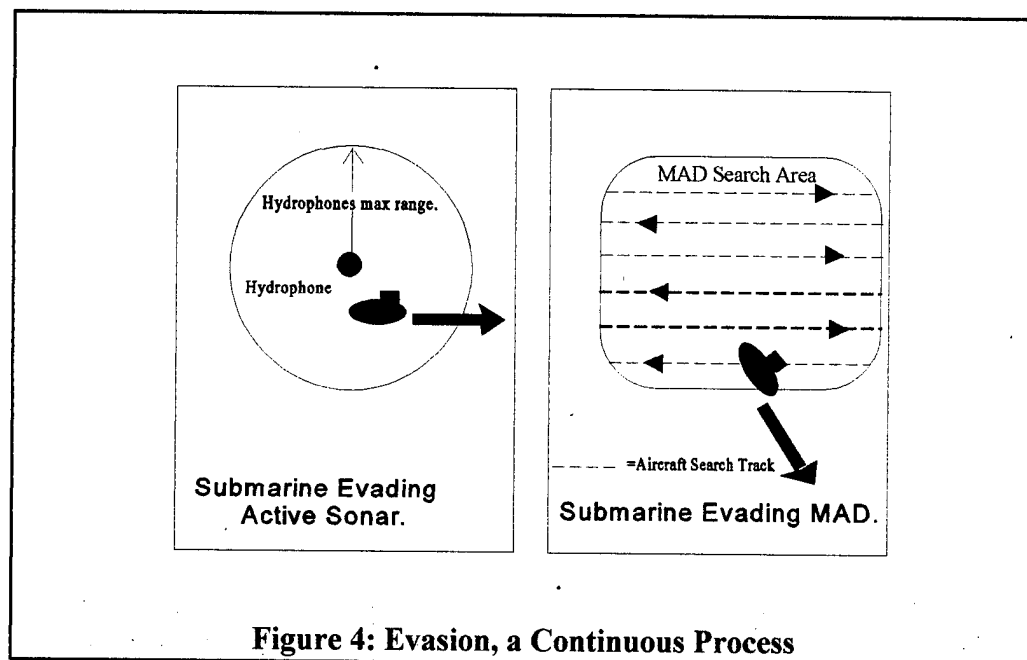 Hydrophones max range.
Hydrophone
Submarine Evading
Active Sonar.
MAD Search Area
=Aircraft Search Track
Submarine Evading MAD.
Figure 4: Evasion, a Continuous Process